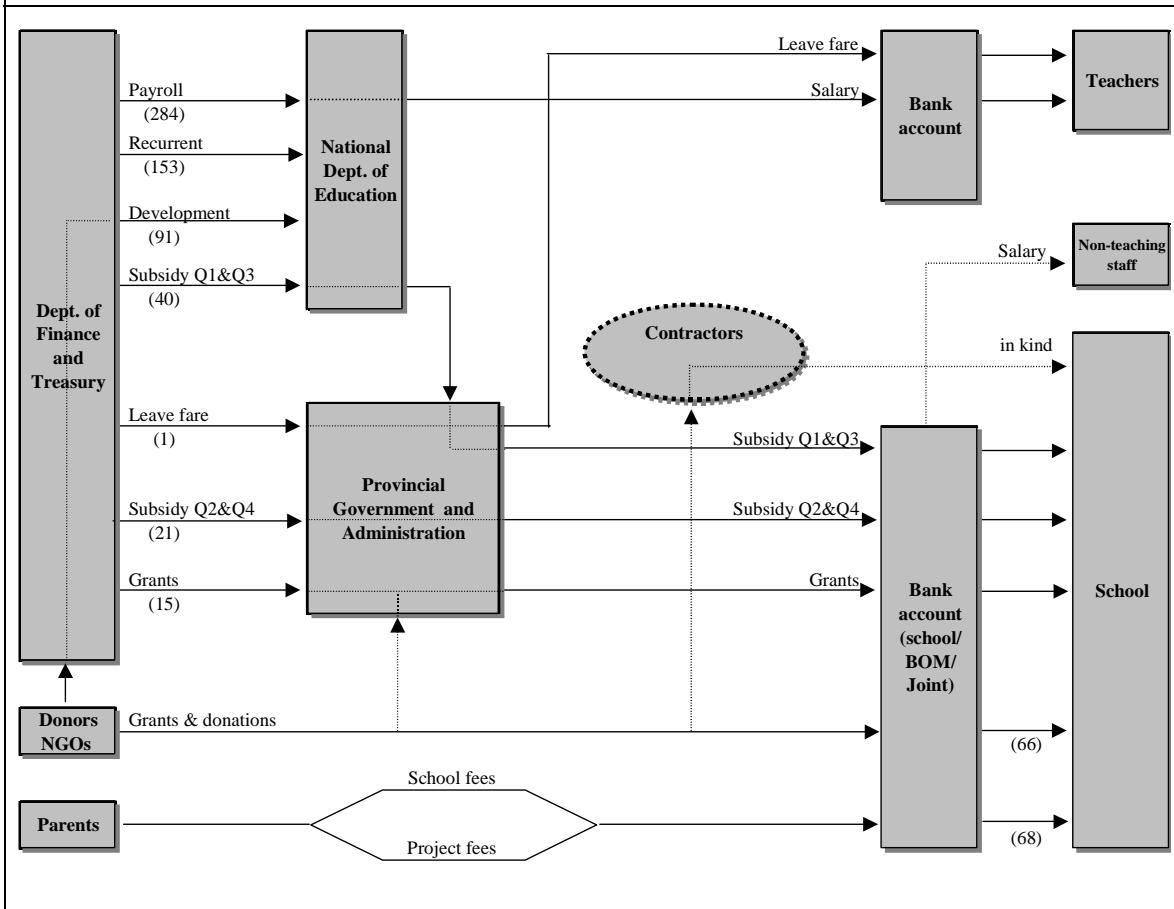 Dept. of
Finance
and
Treasury
Payroll
(284)
Recurrent
(153)
Development
(91)
Subsidy Q1&Q3
(40)
Leave fare
(1)
Subsidy Q2&Q4
(21)
Grants
(15)
National
Dept. of
Education
Provincial
Government and
Administration
Leave fare
Salary
Bank
account
Teachers
Salary
Non-teaching
staff
Contractors
in kind
Subsidy Q1&Q3
Subsidy Q2&Q4
Grants
Bank
account
(school/
BOM/
Joint)
School
Donors
NGOs
Grants & donations
(66)
Parents
School fees
Project fees
(68)